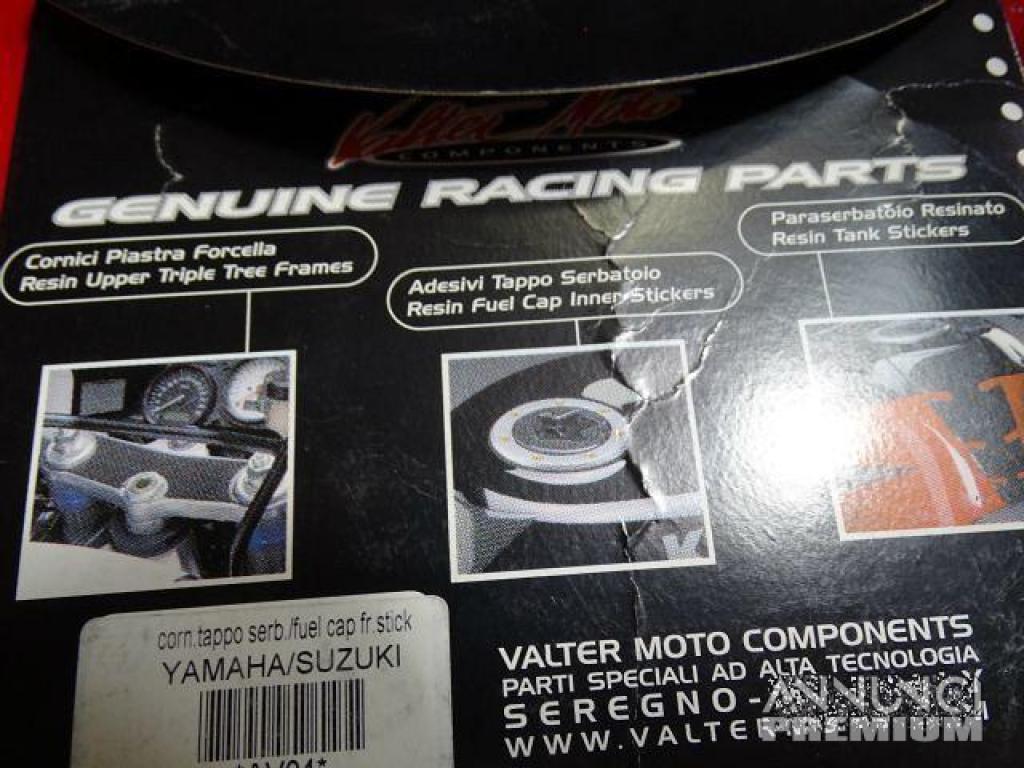 Valter Moto
COMPONENTS
GENUINE RACING PARTS
Cornici Piastra Forcella
Resin Upper Triple Tree Frames
Adesivi Tappo Serbatoio
Resin Fuel Cap Inner Stickers
Paraserbatoio Resinato
Resin Tank Stickers
corn.tappo serb./fuel cap fr.stick
YAMAHA/SUZUKI
VALTER MOTO COMPONENTS
PARTI SPECIALI AD ALTA TECNOLOGIA
SEREGNO-
ANNUNCI
PREMIUM